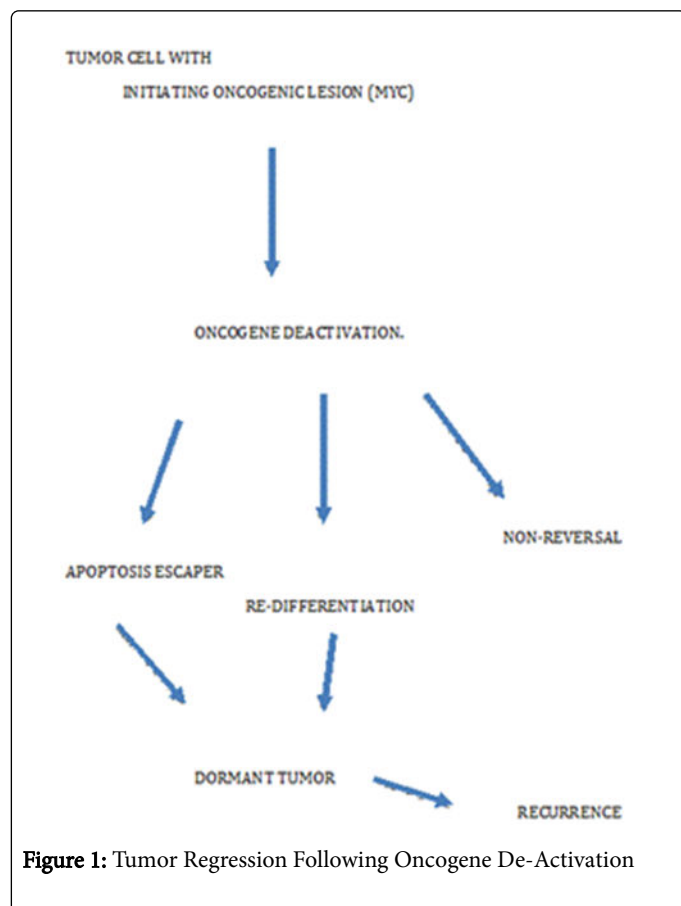 TUMOR CELL WITH
INITIATING ONCOGENIC LESION (MYC)
ONCOGENE DEACTIVATION.
NON-REVERSAL
APOPTOSIS ESCAPER
RE-DIFFERENTIATION
DORMANT TUMOR
RECURRENCE
Figure 1: Tumor Regression Following Oncogene De-Activation